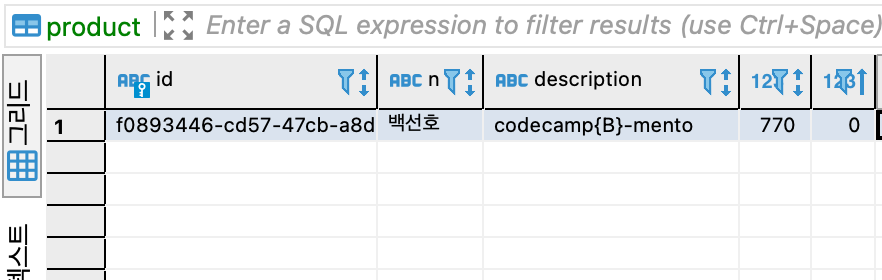 product Enter a SQL expression to filter results (use Ctrl+Space)
그리드
텍스트
ABC id ABC n ABC description 123 123
1 f0893446-cd57-47cb-a8d 백선호 codecamp{B}-mento 770 0